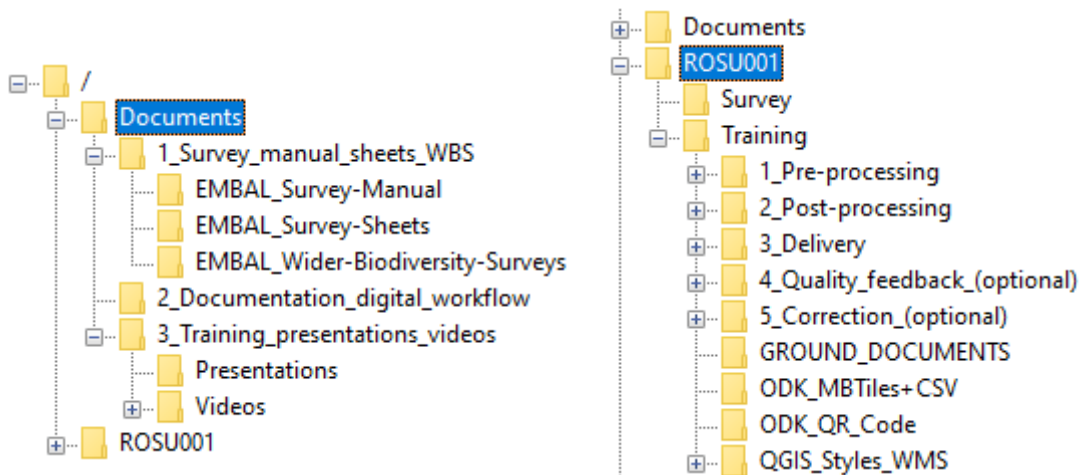 /
Documents
1_Survey_manual_sheets_WBS
EMBAL_Survey-Manual
EMBAL_Survey-Sheets
EMBAL_Wider-Biodiversity-Surveys
2_Documentation_digital_workflow
3_Training_presentations_videos
Presentations
Videos
ROSU001
Documents
ROSU001
Survey
Training
1_Pre-processing
2_Post-processing
3_Delivery
4_Quality_feedback_(optional)
5_Correction_(optional)
GROUND_DOCUMENTS
ODK_MBTiles+CSV
ODK_QR_Code
QGIS_Styles_WMS